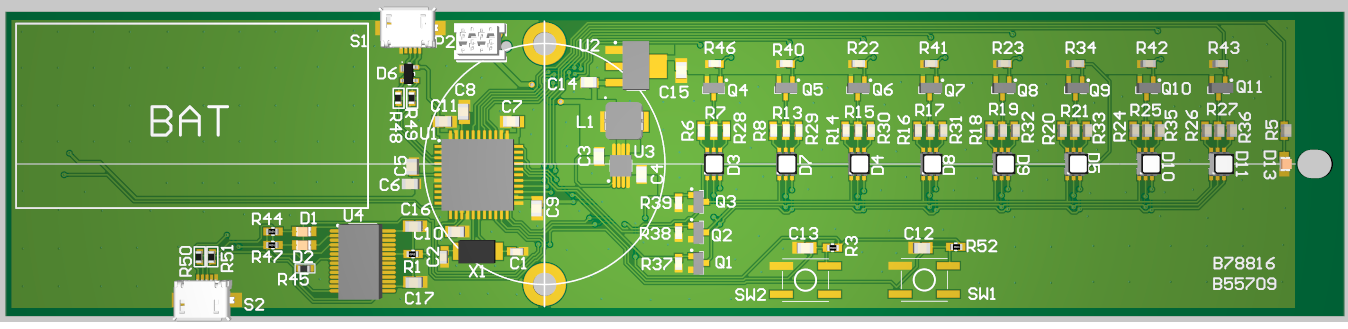 S1 P2 U2 R46 R40 R22 R41 R23 R34 R42 R43
D6 C14 C15 Q4 Q5 Q6 Q7 Q8 Q9 Q10 Q11
BAT R48 R49 C11 C8 C7 L1
U1 R6 R7 R28 R8 R13 R29 R14 R15 R30 R16 R17 R31 R18 R19 R32 R20 R21 R33 R24 R25 R35 R26 R27 R36 R5
C5 C6 C3 U3 C4 D3 D7 D4 D8 D9 D5 D10 D11 D13
R44 D1 U4 C16 C10 C9 R39 Q3
R47 D2 R38 Q2 C13 R3 C12 R52
R50 R51 R45 R1 C2 X1 C1 R37 Q1 B78816
S2 C17 SW2 SW1 B55709